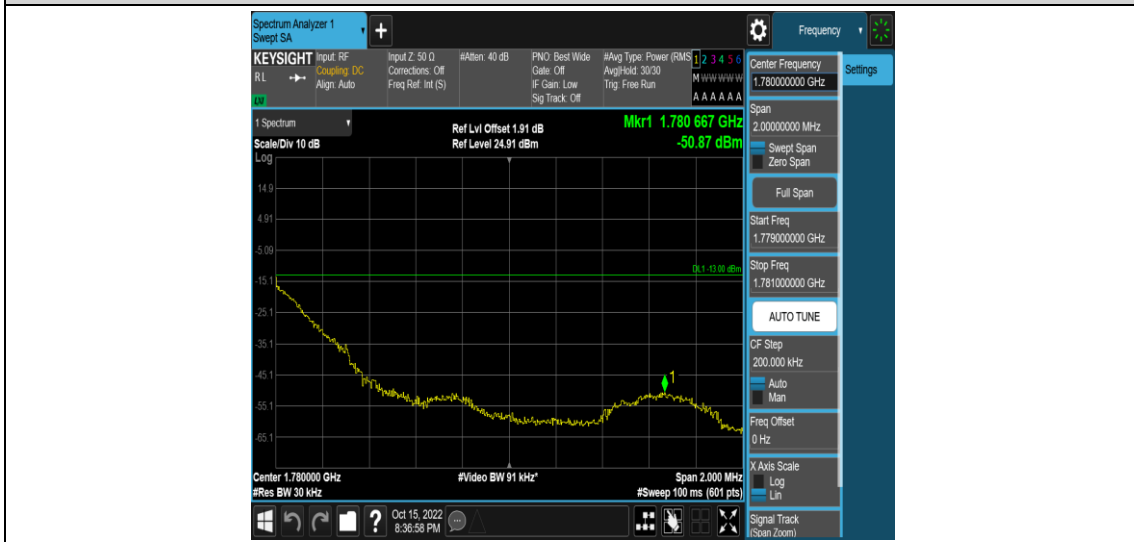 Spectrum Analyzer 1
Swept SA
+
Frequency
KEYSIGHT
RL
LXI
Input: RF
Coupling: DC
Align: Auto
Input Z: 50 Ω
Corrections: Off
Freq Ref: Int (S)
#Atten: 40 dB
PNO: Best Wide
Gate: Off
IF Gain: Low
Sig Track: Off
#Avg Type: Power (RMS
Avg|Hold: 30/30
Trig: Free Run
1 2 3 4 5 6
M W W W W W
A A A A A A
Center Frequency
1.78000000 GHz
Settings
1 Spectrum
Scale/Div 10 dB
Log
Ref Lvl Offset 1.91 dB
Ref Level 24.91 dBm
Mkr1 1.780 667 GHz
-50.87 dBm
Span
2.00000000 MHz
Swept Span
Zero Span
Full Span
Start Freq
1.779000000 GHz
Stop Freq
1.781000000 GHz
AUTO TUNE
CF Step
200.000 kHz
Auto
Man
Freq Offset
0 Hz
X Axis Scale
Log
Lin
Signal Track
(Span Zoom)
14.9
4.91
-5.09
DL1 -13.00 dBm
-15.1
-25.1
-35.1
-45.1
1
-55.1
-65.1
Center 1.780000 GHz
#Video BW 91 kHz*
Span 2.000 MHz
#Res BW 30 kHz
#Sweep 100 ms (601 pts)
?
Oct 15, 2022
8:36:58 PM